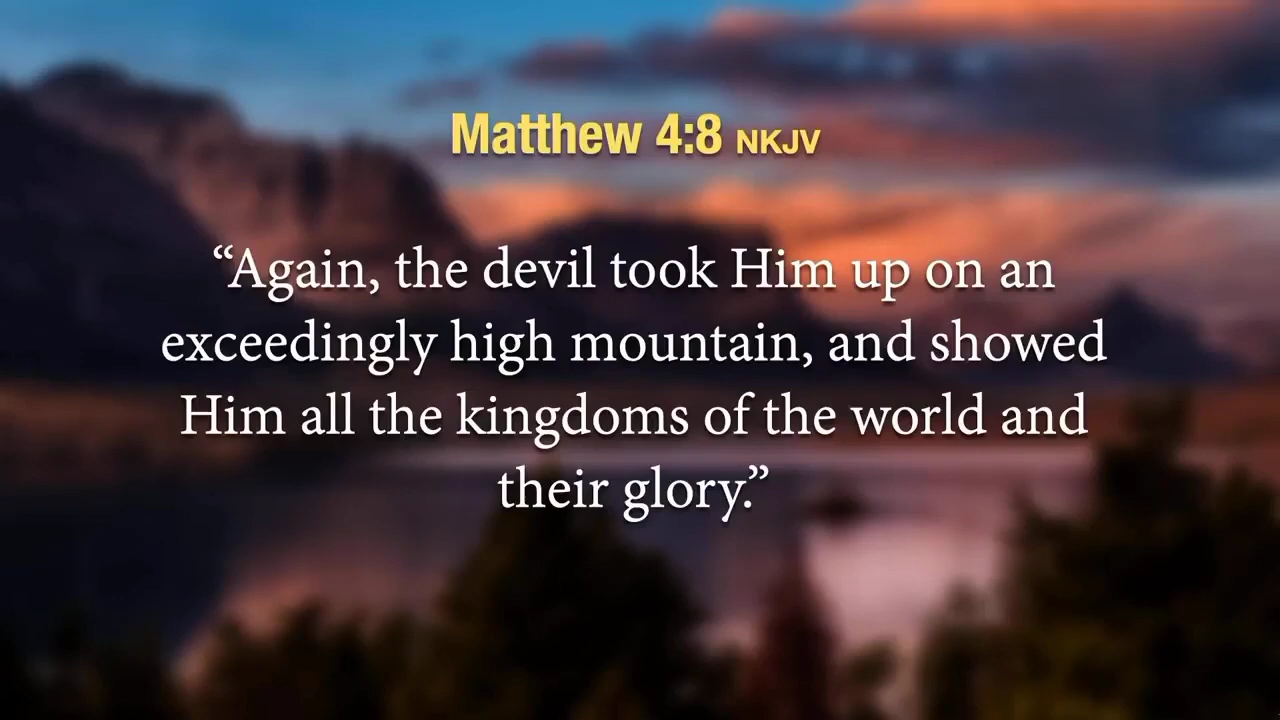 Matthew 4:8 NKJV
“Again, the devil took Him up on an
exceedingly high mountain, and showed
Him all the kingdoms of the world and
their glory.”